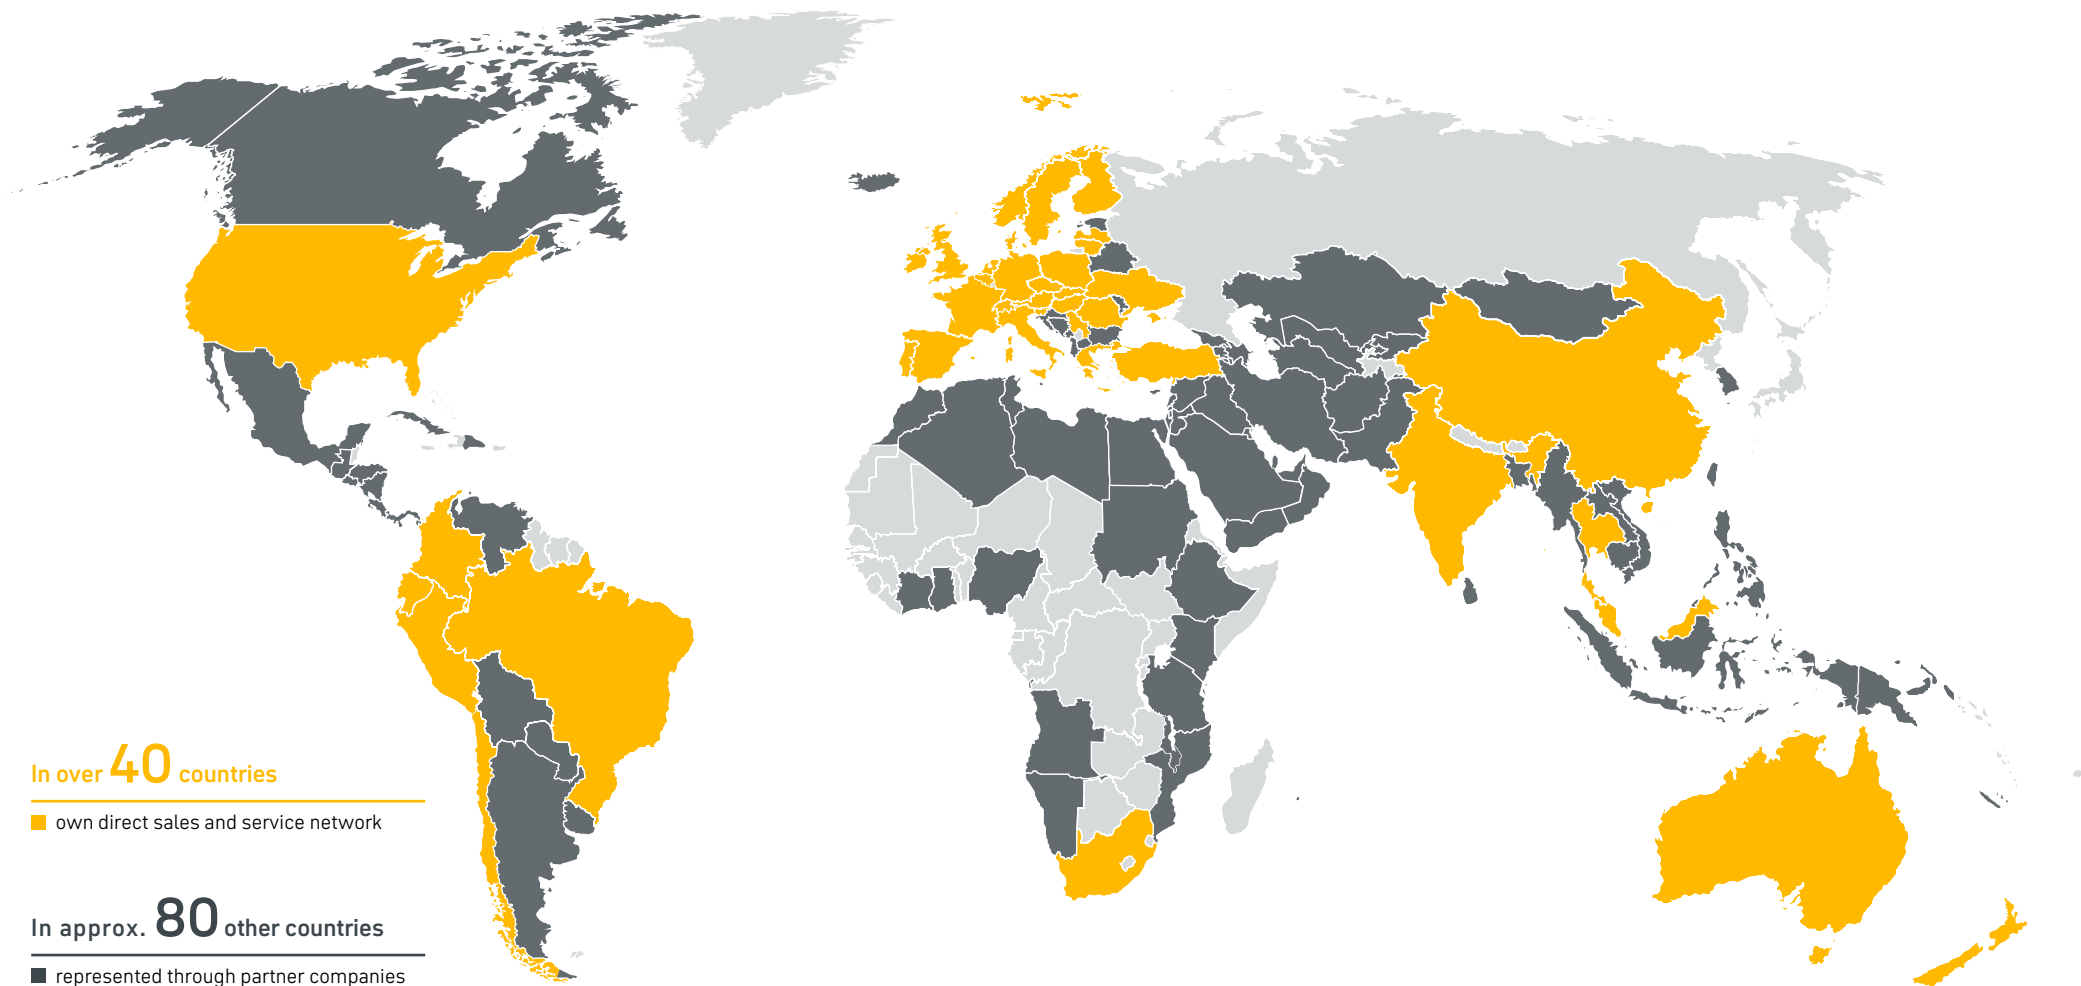 In over 40 countries
own direct sales and service network
In approx. 80 other countries
represented through partner companies